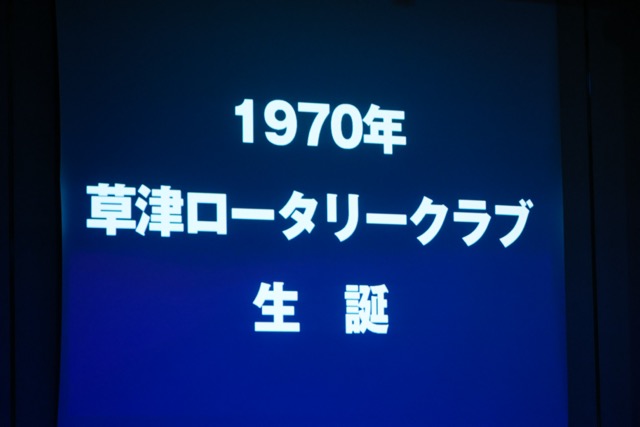 1970年
草津ロータリークラブ
生　誕